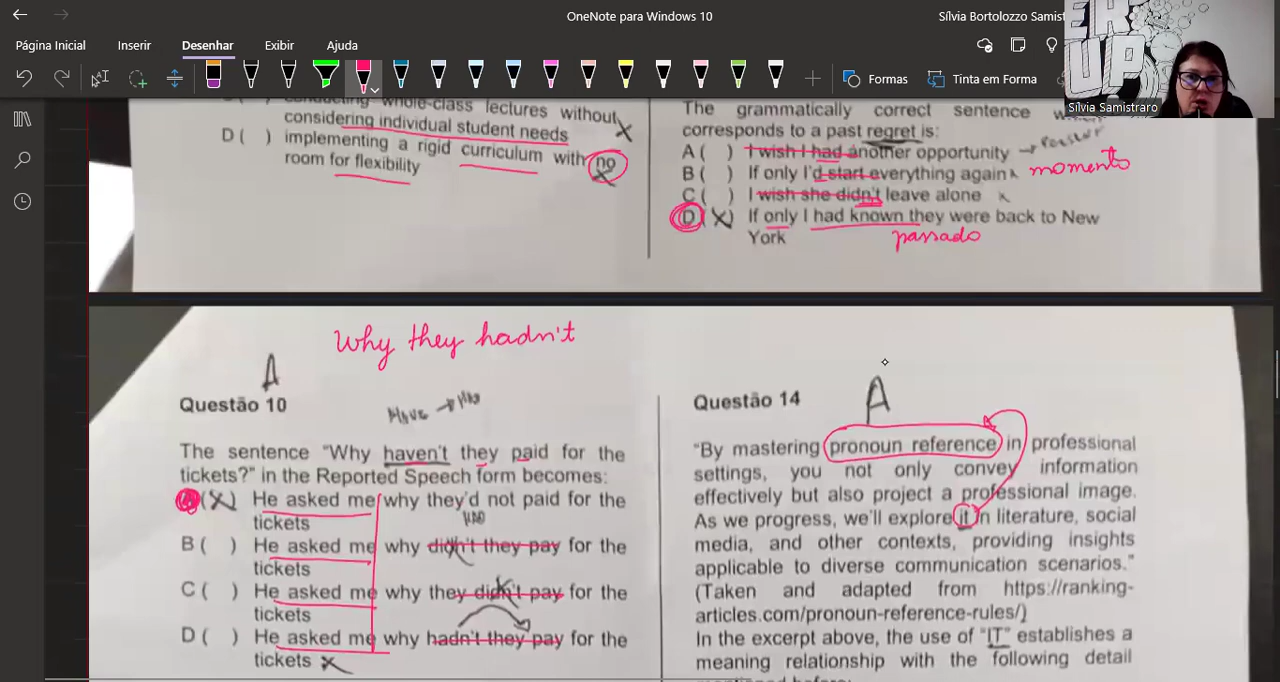 OneNote para Windows 10
Sílvia Bortolozzo Samist
Página Inicial
Inserir
Desenhar
Exibir
Ajuda
Formas
Tinta em Forma
ER
UP
Sílvia Samistraro
whole-class lectures without
considering individual student needs
D ( ) implementing a rigid curriculum with no
room for flexibility
The grammatically correct sentence
corresponds to a past regret is:
A ( ) I wish I had another opportunity
B ( ) If only I'd start everything again
momento
C ( ) I wish she didn't leave alone
D (X) If only I had known they were back to New
York
passado
Why they hadn't
A
Questão 10
The sentence "Why haven't they paid for the
tickets?" in the Reported Speech form becomes:
(X) He asked me why they'd not paid for the
tickets
B ( ) He asked me why didn't they pay for the
tickets
C ( ) He asked me why they didn't pay for the
tickets
D ( ) He asked me why hadn't they pay for the
tickets
A
Questão 14
"By mastering pronoun reference in professional
settings, you not only convey information
effectively but also project a professional image.
As we progress, we'll explore it in literature, social
media, and other contexts, providing insights
applicable to diverse communication scenarios."
(Taken and adapted from https://ranking-
articles.com/pronoun-reference-rules/)
In the excerpt above, the use of "IT" establishes a
meaning relationship with the following detail